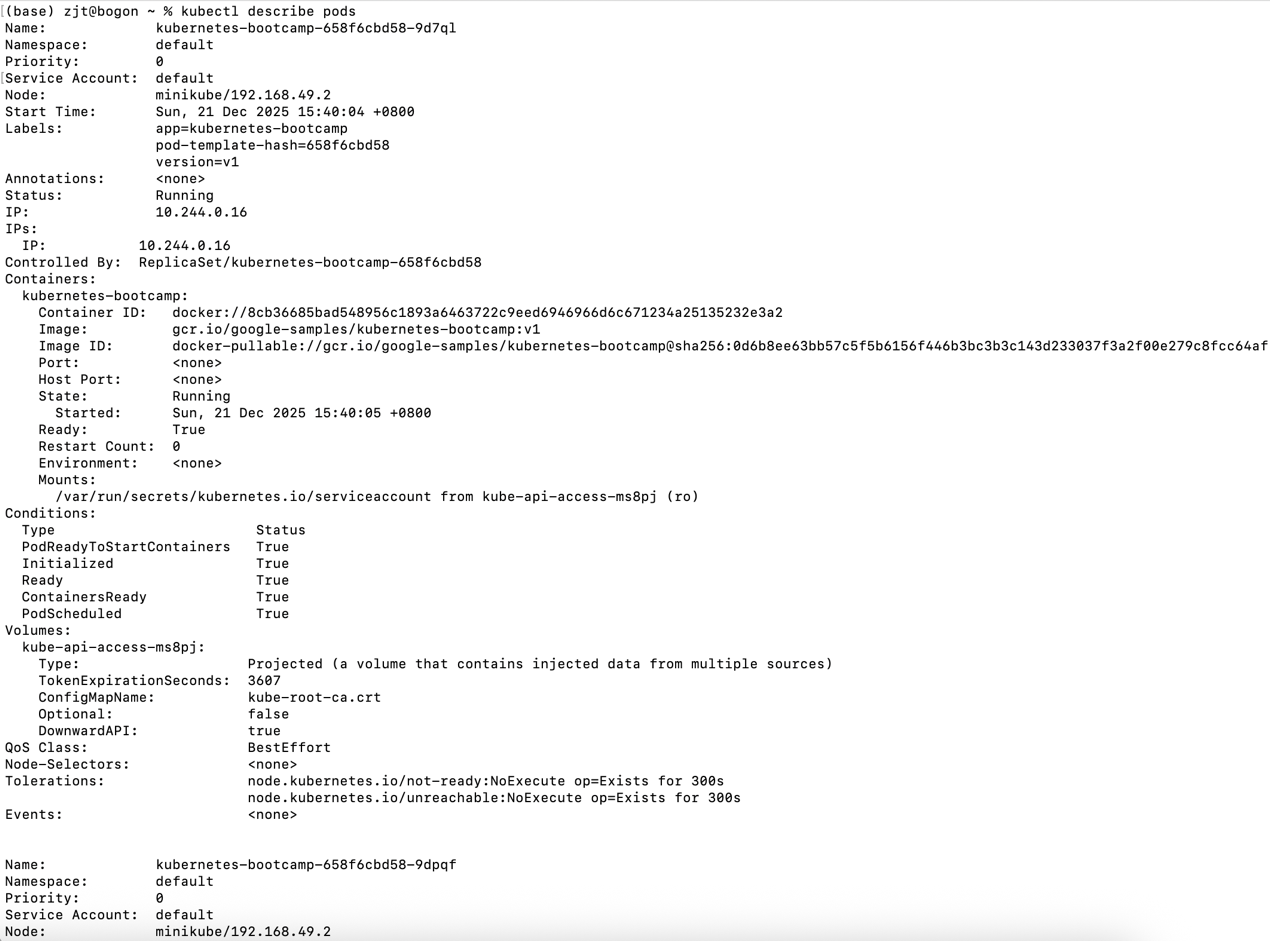 (base) zjt@bogon ~ % kubectl describe pods
Name:             kubernetes-bootcamp-658f6cbd58-9d7ql
Namespace:        default
Priority:         0
Service Account:  default
Node:             minikube/192.168.49.2
Start Time:       Sun, 21 Dec 2025 15:40:04 +0800
Labels:           app=kubernetes-bootcamp
                  pod-template-hash=658f6cbd58
                  version=v1
Annotations:      <none>
Status:           Running
IP:               10.244.0.16
IPs:
  IP:           10.244.0.16
Controlled By:  ReplicaSet/kubernetes-bootcamp-658f6cbd58
Containers:
  kubernetes-bootcamp:
    Container ID:   docker://8cb36685bad548956c1893a6463722c9eed6946966d6c671234a25135232e3a2
    Image:          gcr.io/google-samples/kubernetes-bootcamp:v1
    Image ID:       docker-pullable://gcr.io/google-samples/kubernetes-bootcamp@sha256:0d6b8ee63bb57c5f5b6156f446b3bc3b3c143d233037f3a2f00e279c8fcc64af
    Port:           <none>
    Host Port:      <none>
    State:          Running
      Started:      Sun, 21 Dec 2025 15:40:05 +0800
    Ready:          True
    Restart Count:  0
    Environment:    <none>
    Mounts:
      /var/run/secrets/kubernetes.io/serviceaccount from kube-api-access-ms8pj (ro)
Conditions:
  Type                        Status
  PodReadyToStartContainers   True
  Initialized                 True
  Ready                       True
  ContainersReady             True
  PodScheduled                True
Volumes:
  kube-api-access-ms8pj:
    Type:                    Projected (a volume that contains injected data from multiple sources)
    TokenExpirationSeconds:  3607
    ConfigMapName:           kube-root-ca.crt
    Optional:                false
    DownwardAPI:             true
QoS Class:                   BestEffort
Node-Selectors:              <none>
Tolerations:                 node.kubernetes.io/not-ready:NoExecute op=Exists for 300s
                             node.kubernetes.io/unreachable:NoExecute op=Exists for 300s
Events:                      <none>
Name:             kubernetes-bootcamp-658f6cbd58-9dpqf
Namespace:        default
Priority:         0
Service Account:  default
Node:             minikube/192.168.49.2